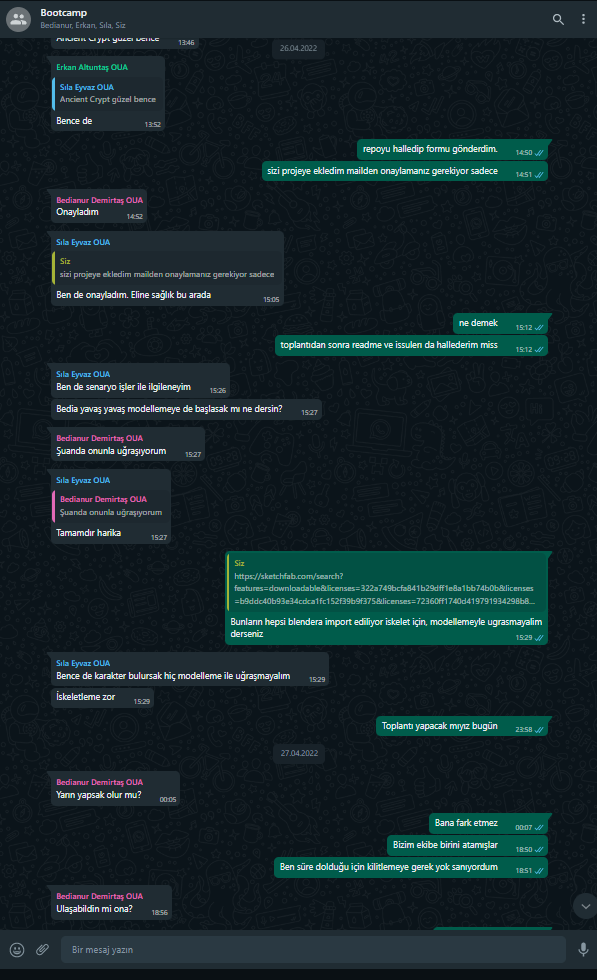 Bootcamp
Bedianur, Erkan, Sıla, Siz
Ancient Crypt güzel bence
13:46
26.04.2022
Erkan Altuntaş OUA
Sıla Eyvaz OUA
Ancient Crypt güzel bence
Bence de
13:52
repoyu halledip formu gönderdim.
14:50
sizi projeye ekledim mailden onaylamanız gerekiyor sadece
14:51
Bedianur Demirtaş OUA
Onayladım
14:52
Sıla Eyvaz OUA
Siz
sizi projeye ekledim mailden onaylamanız gerekiyor sadece
Ben de onayladım. Eline sağlık bu arada
15:05
ne demek
15:12
toplantıdan sonra readme ve issuları da hallederim miss
15:12
Sıla Eyvaz OUA
Ben de senaryo işler ile ilgileneyim
15:26
Bedia yavaş yavaş modellemeye de başlasak mı ne dersin?
15:27
Bedianur Demirtaş OUA
Şuanda onunla uğraşıyorum
15:27
Sıla Eyvaz OUA
Bedianur Demirtaş OUA
Şuanda onunla uğraşıyorum
Tamamdır harika
15:27
Siz
https://sketchfab.com/search?
features=downloadable&licenses=322a749bcfa841b29dff1e8a1bb74b0b&licenses
=b9ddc40b93e34cdca1fc152f39b9f375&licenses=72360ff1740d419791934298b8...
Bunların hepsi blendera import ediliyor iskelet için, modellemeyle ugrasmayalim
derseniz
15:29
Sıla Eyvaz OUA
Bence de karakter bulursak hiç modelleme ile uğraşmayalım
15:29
İskeletleme zor
15:29
Toplantı yapacak mıyız bugün
23:58
27.04.2022
Bedianur Demirtaş OUA
Yarın yapsak olur mu?
00:05
Bana fark etmez
00:07
Bizim ekibe birini atamışlar
18:50
Ben süre dolduğu için kilitlemeye gerek yok sanıyordum
18:51
Bedianur Demirtaş OUA
Ulaşabildin mi ona?
18:56
Bir mesaj yazın